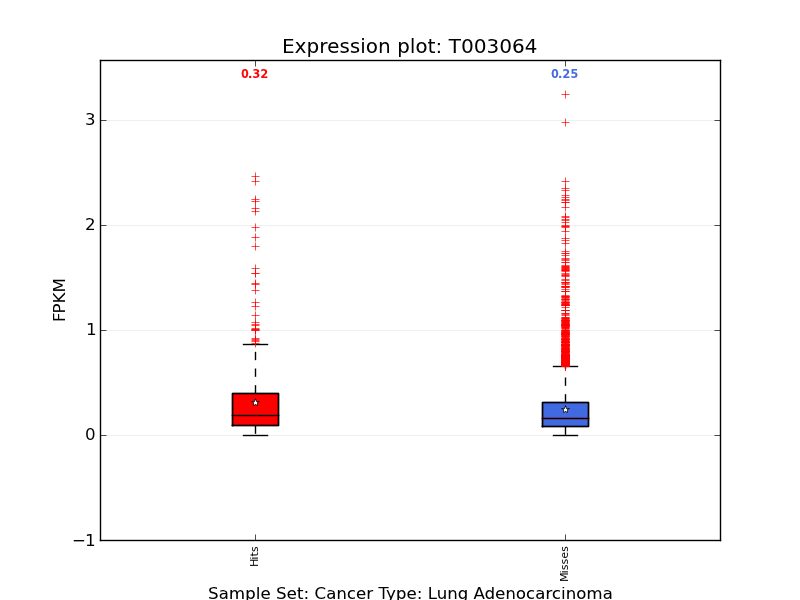 Expression plot: T003064
0.32
0.25
3
2
1
0
−1
FPKM
Hits
Misses
Sample Set: Cancer Type: Lung Adenocarcinoma